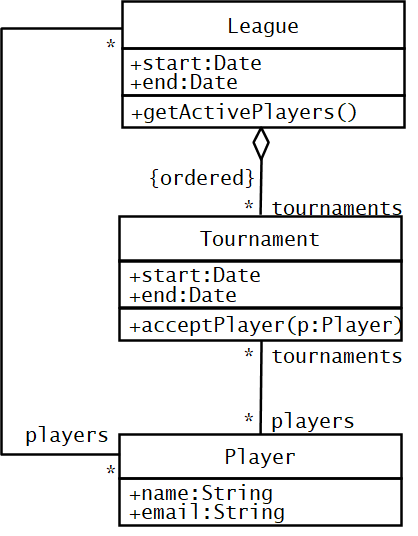 League
*
+start:Date
+end:Date
+getActivePlayers()
{ordered}
* tournaments
Tournament
+start:Date
+end:Date
+acceptPlayer(p:Player)
*
tournaments
* players
players
*
Player
+name:String
+email:String